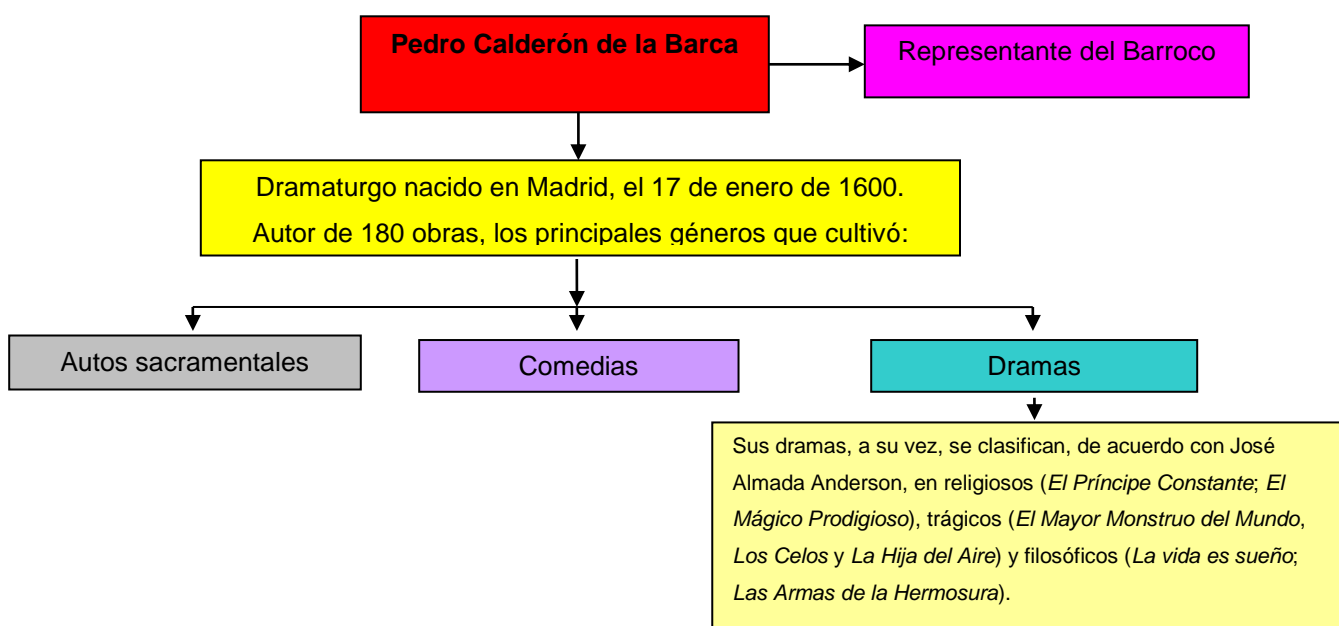 Pedro Calderón de la Barca
Representante del Barroco
Dramaturgo nacido en Madrid, el 17 de enero de 1600.
Autor de 180 obras, los principales géneros que cultivó:
Autos sacramentales
Comedias
Dramas
Sus dramas, a su vez, se clasifican, de acuerdo con José
Almada Anderson, en religiosos (El Príncipe Constante; El
Mágico Prodigioso), trágicos (El Mayor Monstruo del Mundo,
Los Celos y La Hija del Aire) y filosóficos (La vida es sueño;
Las Armas de la Hermosura).